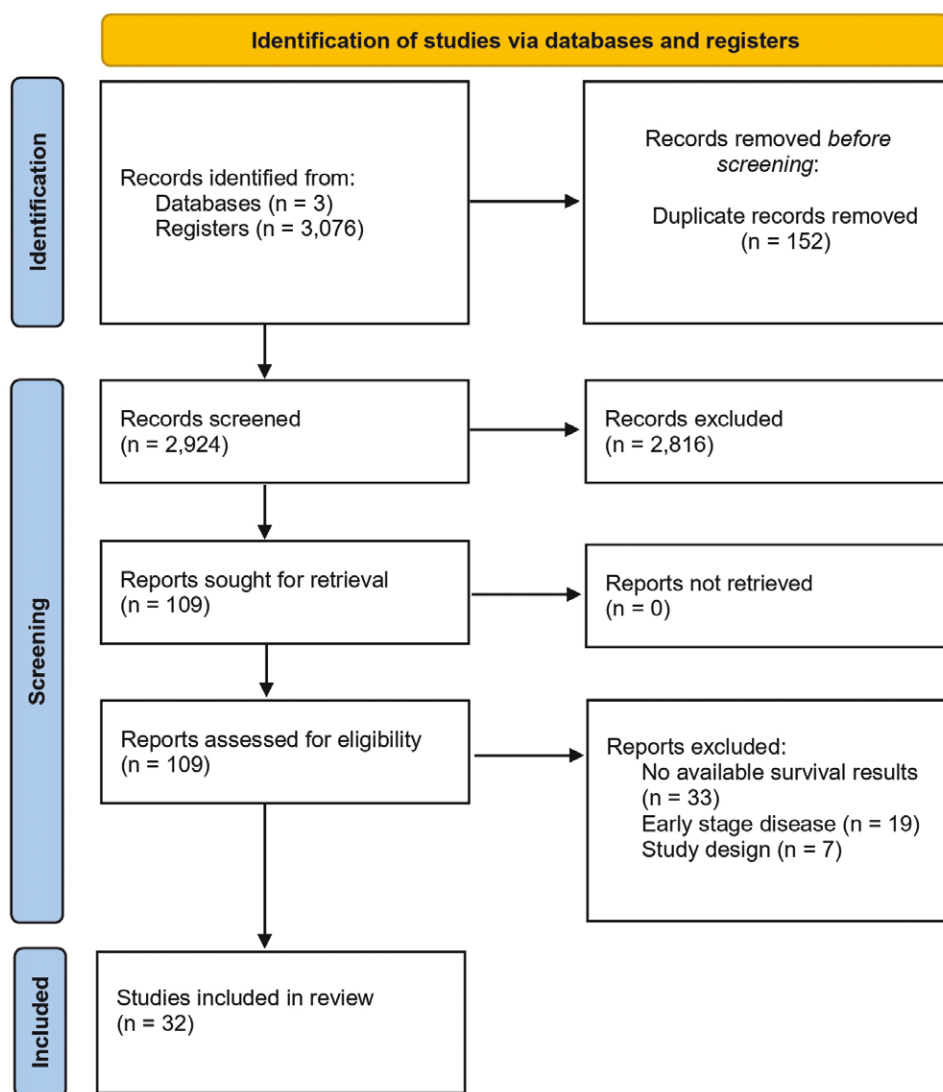 Identification of studies via databases and registers
Identification
Records identified from:
Databases (n = 3)
Registers (n = 3,076)
Records removed before
screening:
Duplicate records removed
(n = 152)
Screening
Records screened
(n = 2,924)
Records excluded
(n = 2,816)
Reports sought for retrieval
(n = 109)
Reports not retrieved
(n = 0)
Reports assessed for eligibility
(n = 109)
Reports excluded:
No available survival results
(n = 33)
Early stage disease (n = 19)
Study design (n = 7)
Included
Studies included in review
(n = 32)